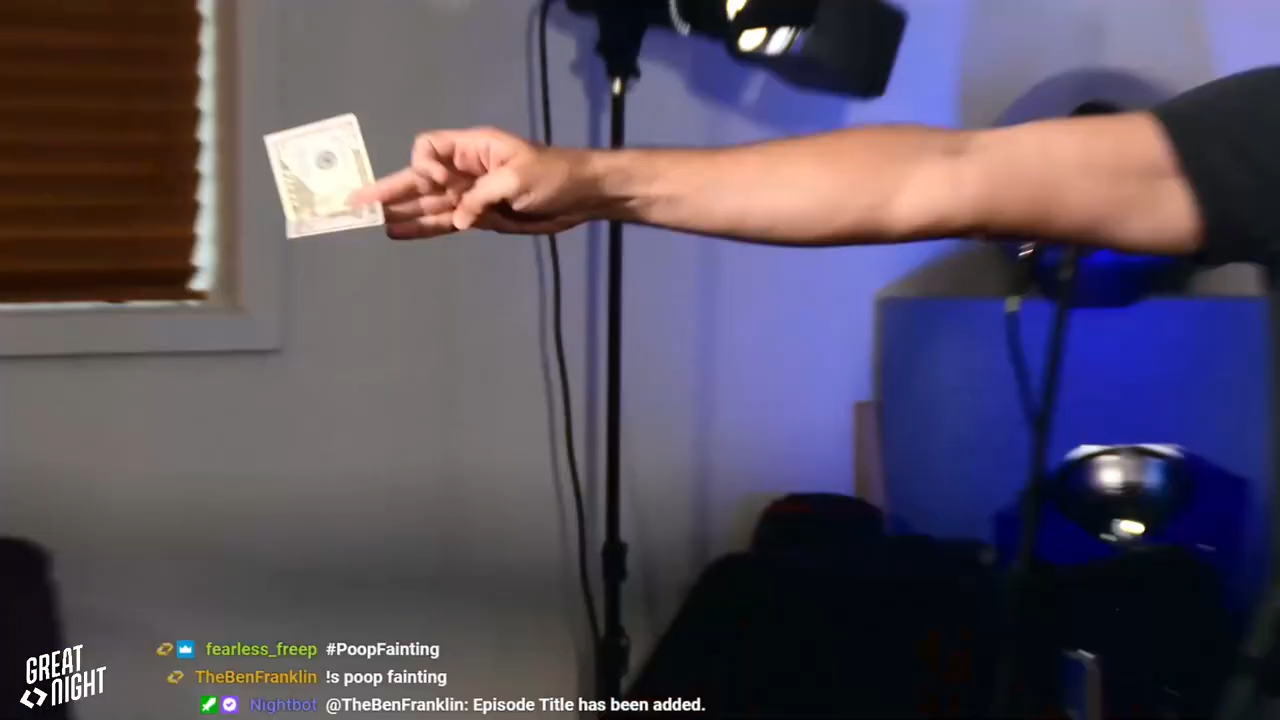 GREAT
NIGHT
fearless_freep #PoopFainting
TheBenFranklin !s poop fainting
Nightbot @TheBenFranklin: Episode Title has been added.